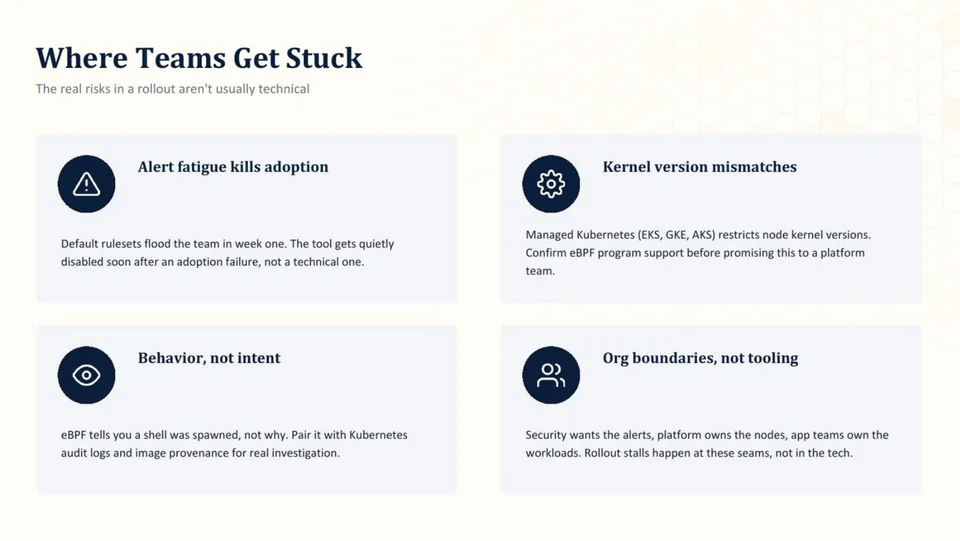 Where Teams Get Stuck
The real risks in a rollout aren't usually technical
Alert fatigue kills adoption
Default rulesets flood the team in week one. The tool gets quietly
disabled soon after an adoption failure, not a technical one.
Kernel version mismatches
Managed Kubernetes (EKS, GKE, AKS) restricts node kernel versions.
Confirm eBPF program support before promising this to a platform
team.
Behavior, not intent
eBPF tells you a shell was spawned, not why. Pair it with Kubernetes
audit logs and image provenance for real investigation.
Org boundaries, not tooling
Security wants the alerts, platform owns the nodes, app teams own the
workloads. Rollout stalls happen at these seams, not in the tech.